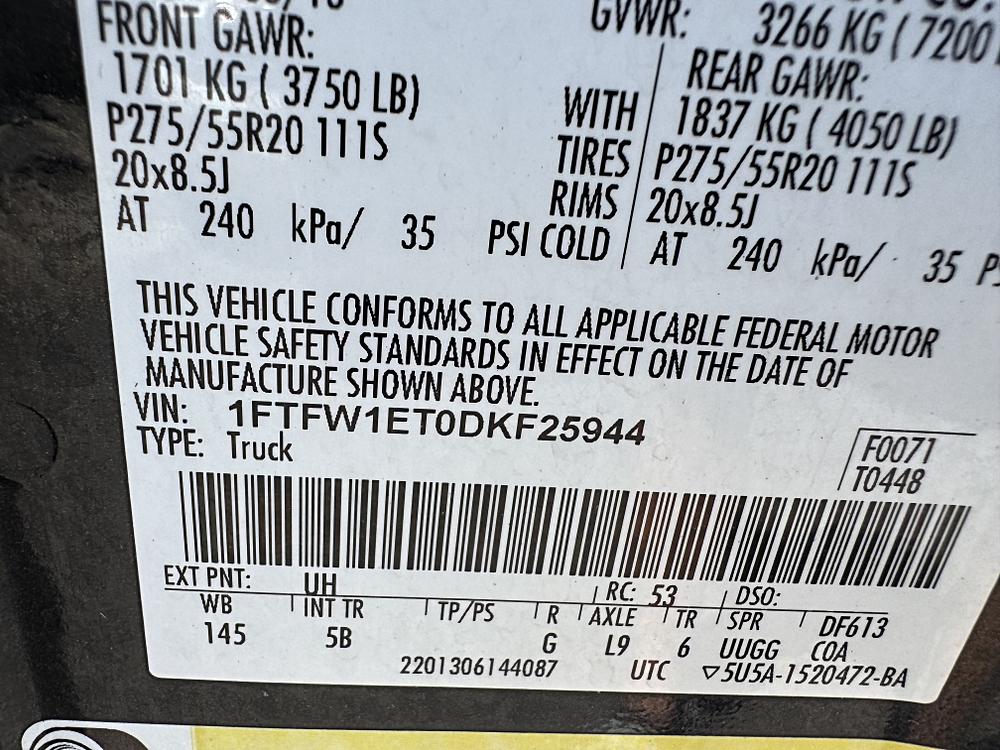 FRONT GAWR:
GVWR: 3266 KG ( 7200
1701 KG ( 3750 LB)
REAR GAWR:
P275/55R20 111S
WITH 1837 KG ( 4050 LB)
20x8.5J
TIRES P275/55R20 111S
AT 240 kPa/ 35 PSI COLD
RIMS 20x8.5J
AT 240 kPa/ 35
THIS VEHICLE CONFORMS TO ALL APPLICABLE FEDERAL MOTOR
VEHICLE SAFETY STANDARDS IN EFFECT ON THE DATE OF
MANUFACTURE SHOWN ABOVE.
VIN: 1FTFW1ET0DKF25944
TYPE: Truck
F0071
T0448
EXT PNT: UH RC: 53 DSO:
WB INT TR TP/PS R AXLE TR SPR DF613
145 5B G L9 6 UUGG COA
2201306144087 UTC ▽5U5A-1520472-BA